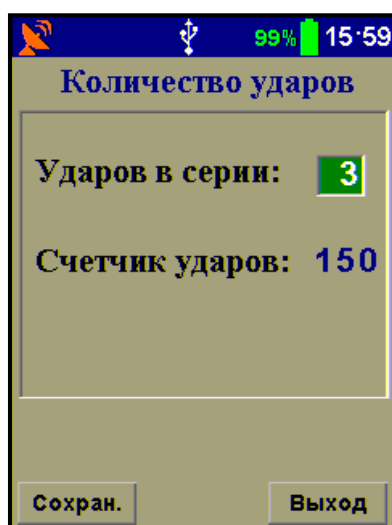 99% 15:59
Количество ударов
Ударов в серии: 3
Счетчик ударов: 150
Сохран. Выход